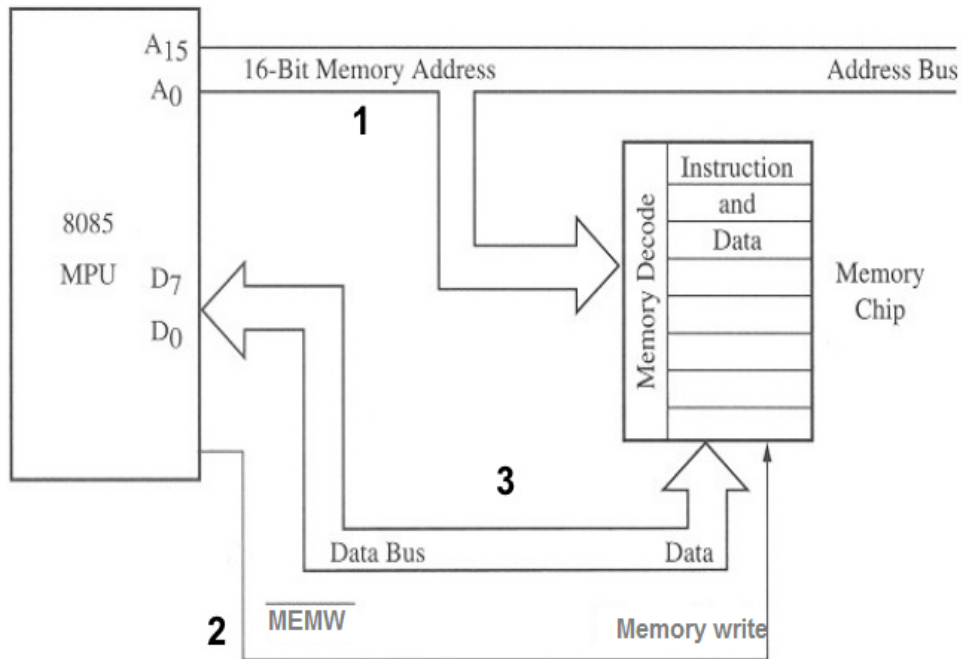 A15
16-Bit Memory Address
Address Bus
A0
1
Instruction
and
Data
Memory Decode
8085
MPU
D7
D0
Memory
Chip
3
Data Bus
Data
2
MEMW
Memory write